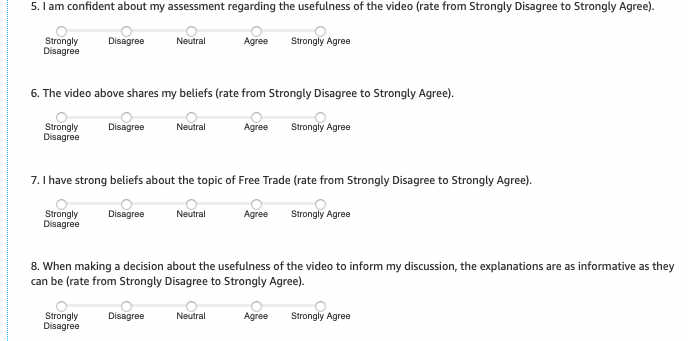 5. I am confident about my assessment regarding the usefulness of the video (rate from Strongly Disagree to Strongly Agree).
Strongly Disagree Neutral Agree Strongly Agree
Disagree
6. The video above shares my beliefs (rate from Strongly Disagree to Strongly Agree).
Strongly Disagree Neutral Agree Strongly Agree
Disagree
7. I have strong beliefs about the topic of Free Trade (rate from Strongly Disagree to Strongly Agree).
Strongly Disagree Neutral Agree Strongly Agree
Disagree
8. When making a decision about the usefulness of the video to inform my discussion, the explanations are as informative as they
can be (rate from Strongly Disagree to Strongly Agree).
Strongly Disagree Neutral Agree Strongly Agree
Disagree